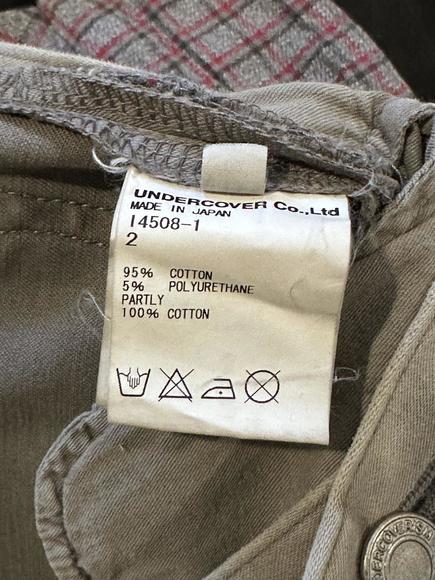 UNDERCOVER Co.,Ltd
MADE IN JAPAN
14508-1
2
95% COTTON
5% POLYURETHANE
PARTLY
100% COTTON